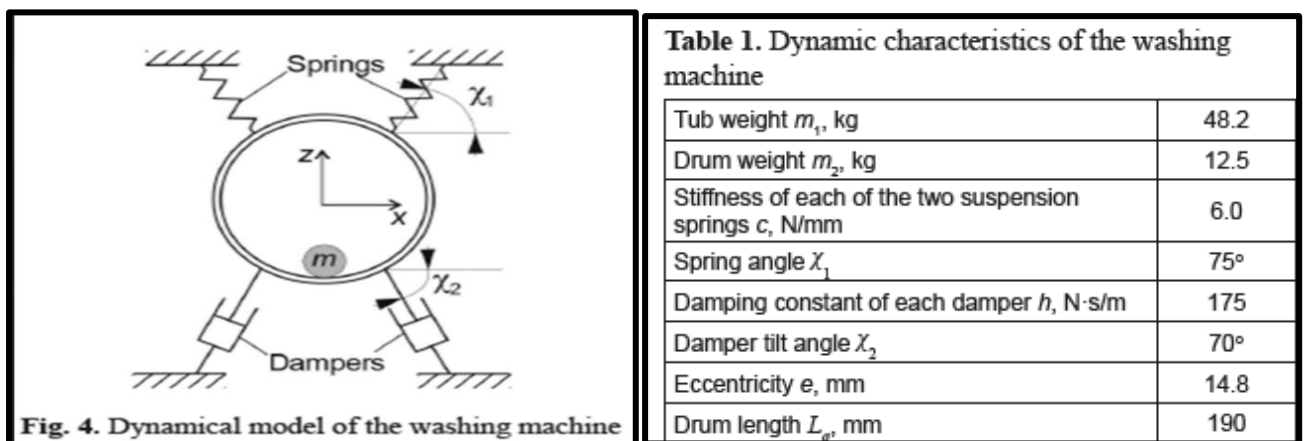 Springs
χ₁
z
x
m
χ₂
Dampers
Fig. 4. Dynamical model of the washing machine
Table 1. Dynamic characteristics of the washing
machine
Tub weight m₁, kg 48.2
Drum weight m₂, kg 12.5
Stiffness of each of the two suspension
springs c, N/mm 6.0
Spring angle χ₁ 75°
Damping constant of each damper h, N·s/m 175
Damper tilt angle χ₂ 70°
Eccentricity e, mm 14.8
Drum length Lₐ, mm 190